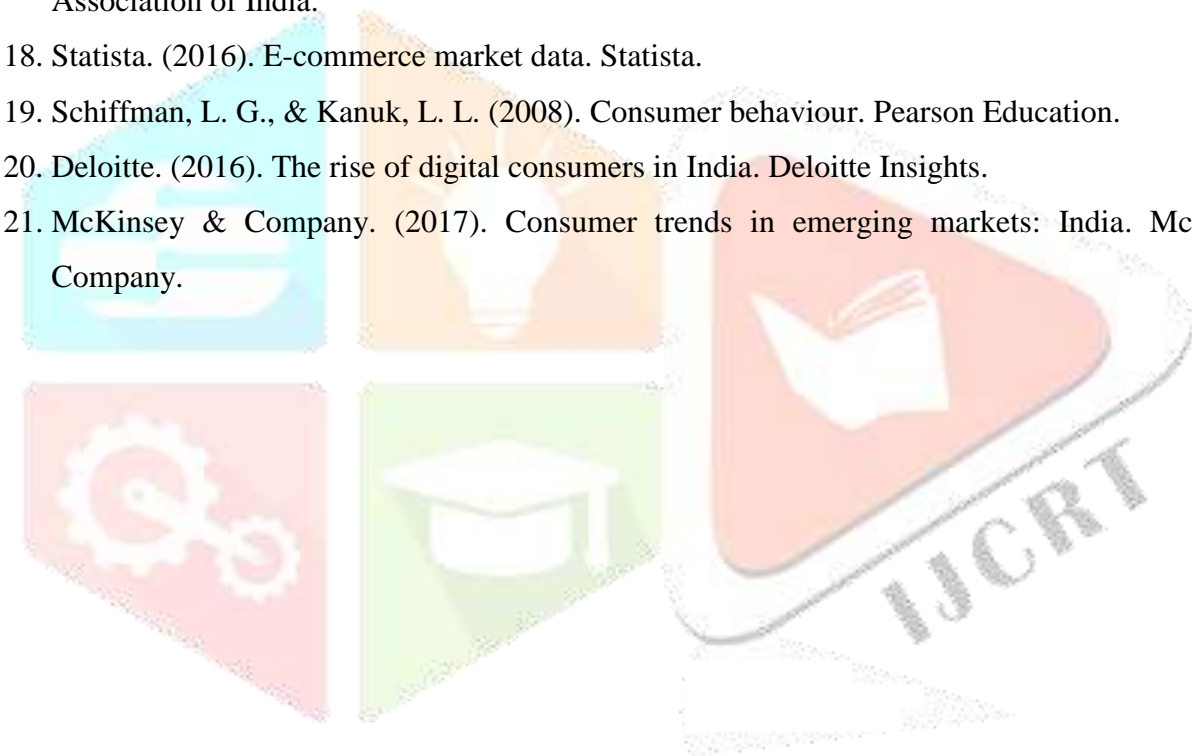 Association of India.
18. Statista. (2016). E-commerce market data. Statista.
19. Schiffman, L. G., & Kanuk, L. L. (2008). Consumer behaviour. Pearson Education.
20. Deloitte. (2016). The rise of digital consumers in India. Deloitte Insights.
21. McKinsey & Company. (2017). Consumer trends in emerging markets: India. Mc
Company.
IJCRT